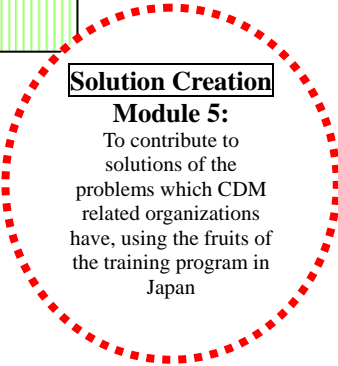 Solution Creation
Module 5:
To contribute to
solutions of the
problems which CDM
related organizations
have, using the fruits of
the training program in
Japan